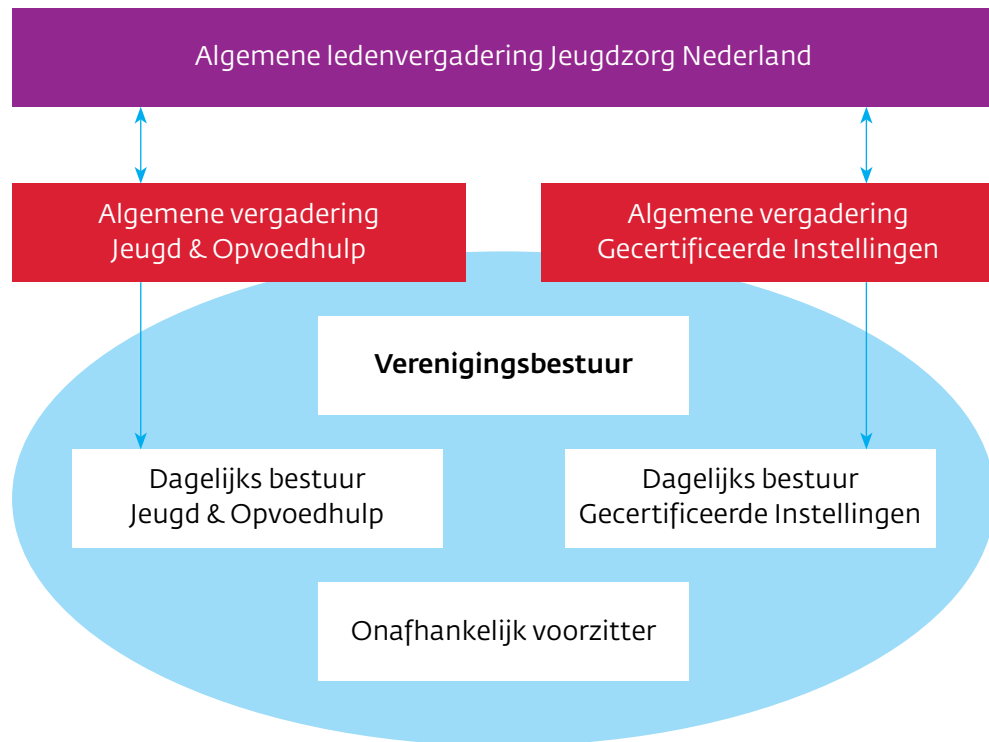 Algemene ledenvergadering Jeugdzorg Nederland
Algemene vergadering
Jeugd & Opvoedhulp
Algemene vergadering
Gecertificeerde Instellingen
Verenigingsbestuur
Dagelijks bestuur
Jeugd & Opvoedhulp
Dagelijks bestuur
Gecertificeerde Instellingen
Onafhankelijk voorzitter